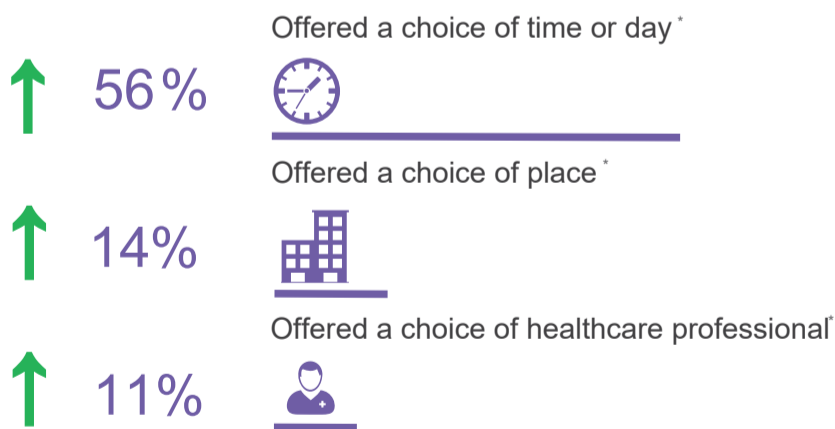 Offered a choice of time or day*
56%
Offered a choice of place*
14%
Offered a choice of healthcare professional*
11%